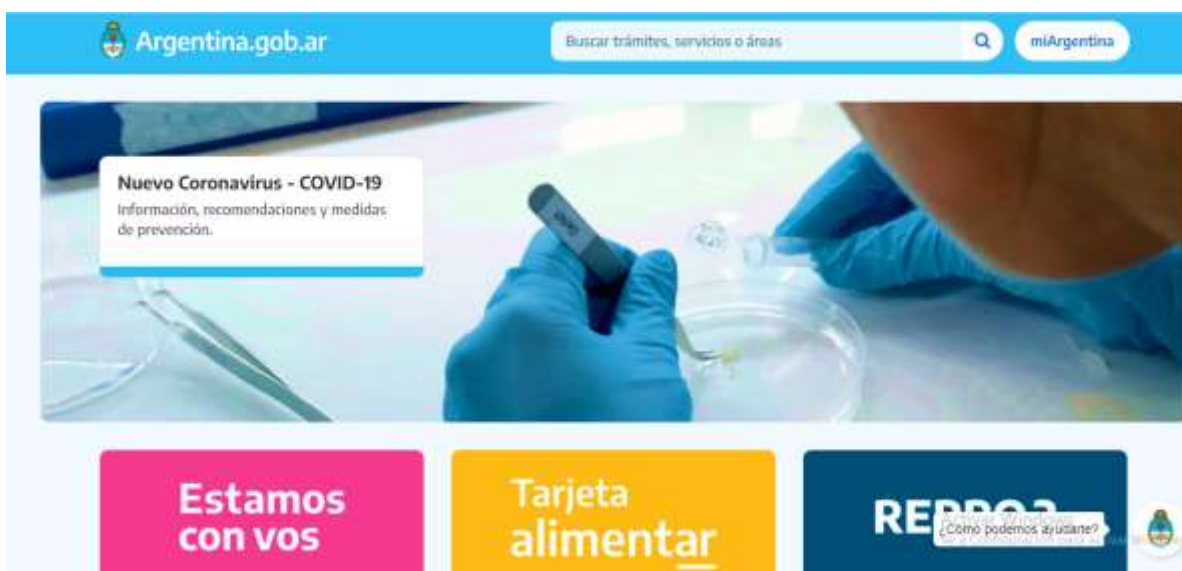 Argentina.gob.ar
Buscar trámites, servicios o áreas
miArgentina
Nuevo Coronavirus - COVID-19
Información, recomendaciones y medidas
de prevención.
Estamos
con vos
Tarjeta
alimentar
¿Cómo podemos ayudarte?